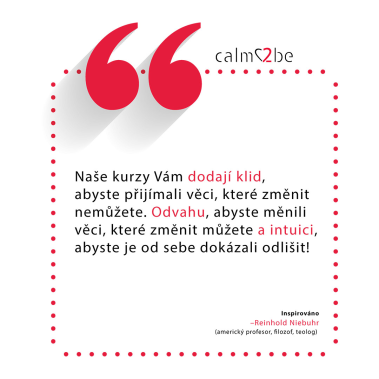 calm2be
Naše kurzy Vám dodají klid,
abyste přijímali věci, které změnit
nemůžete. Odvahu, abyste měnili
věci, které změnit můžete a intuici,
abyste je od sebe dokázali odlišit!
Inspirováno
–Reinhold Niebuhr
(americký profesor, filozof, teolog)